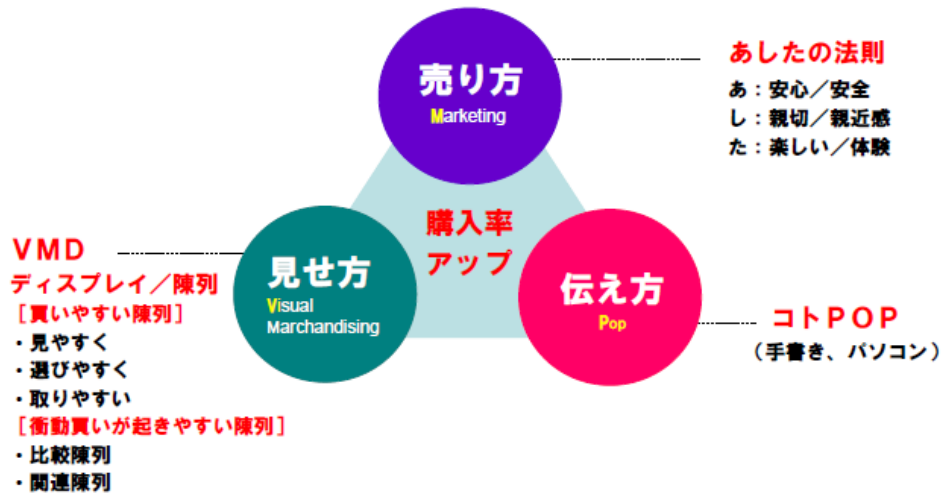 売り方
Marketing
あしたの法則
あ：安心／安全
し：親切／親近感
た：楽しい／体験
購入率
アップ
VMD
ディスプレイ／陳列
［買いやすい陳列］
・見やすく
・選びやすく
・取りやすい
［衝動買いが起きやすい陳列］
・比較陳列
・関連陳列
見せ方
Visual
Marchandising
伝え方
Pop
コトPOP
（手書き、パソコン）